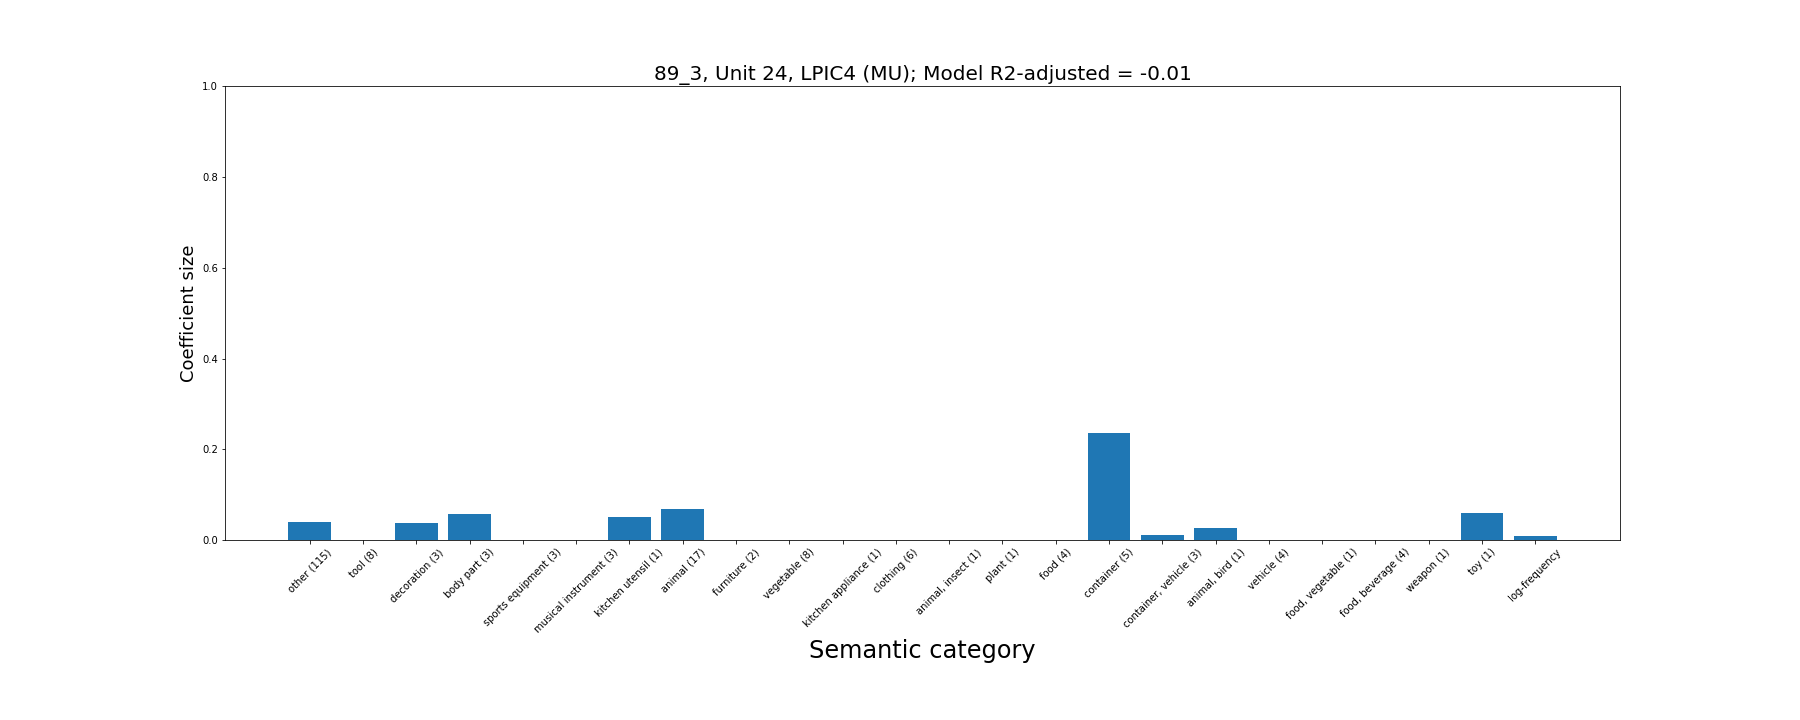 89_3, Unit 24, LPIC4 (MU); Model R2-adjusted = -0.01
Coefficient size
1.0
0.8
0.6
0.4
0.2
0.0
other (115)
tool (8)
decoration (3)
body part (3)
sports equipment (3)
musical instrument (3)
kitchen utensil (1)
animal (17)
furniture (2)
vegetable (8)
kitchen appliance (1)
clothing (6)
animal, insect (1)
plant (1)
food (4)
container (5)
container, vehicle (3)
animal, bird (1)
vehicle (4)
food, vegetable (1)
food, beverage (4)
weapon (1)
toy (1)
log-frequency
Semantic category